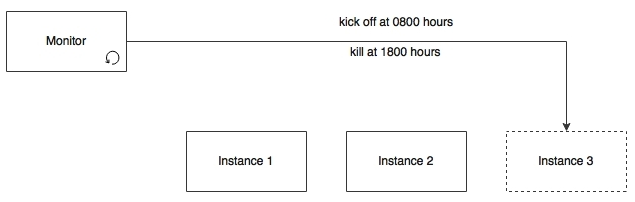 kick off at 0800 hours
Monitor
kill at 1800 hours
Instance 1
Instance 2
Instance 3